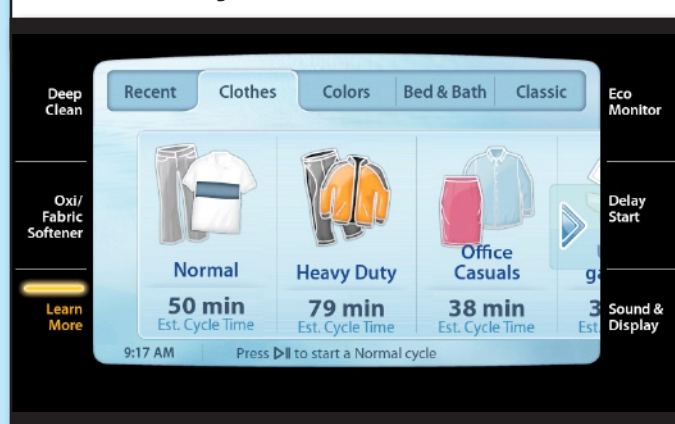 Deep
Clean
Oxi/
Fabric
Softener
Learn
More
Recent
Clothes
Colors
Bed & Bath
Classic
Normal
50 min
Est. Cycle Time
Heavy Duty
79 min
Est. Cycle Time
Office
Casuals
38 min
Est. Cycle Time
3
Est.
9:17 AM
Press ▷II to start a Normal cycle
Eco
Monitor
Delay
Start
Sound &
Display